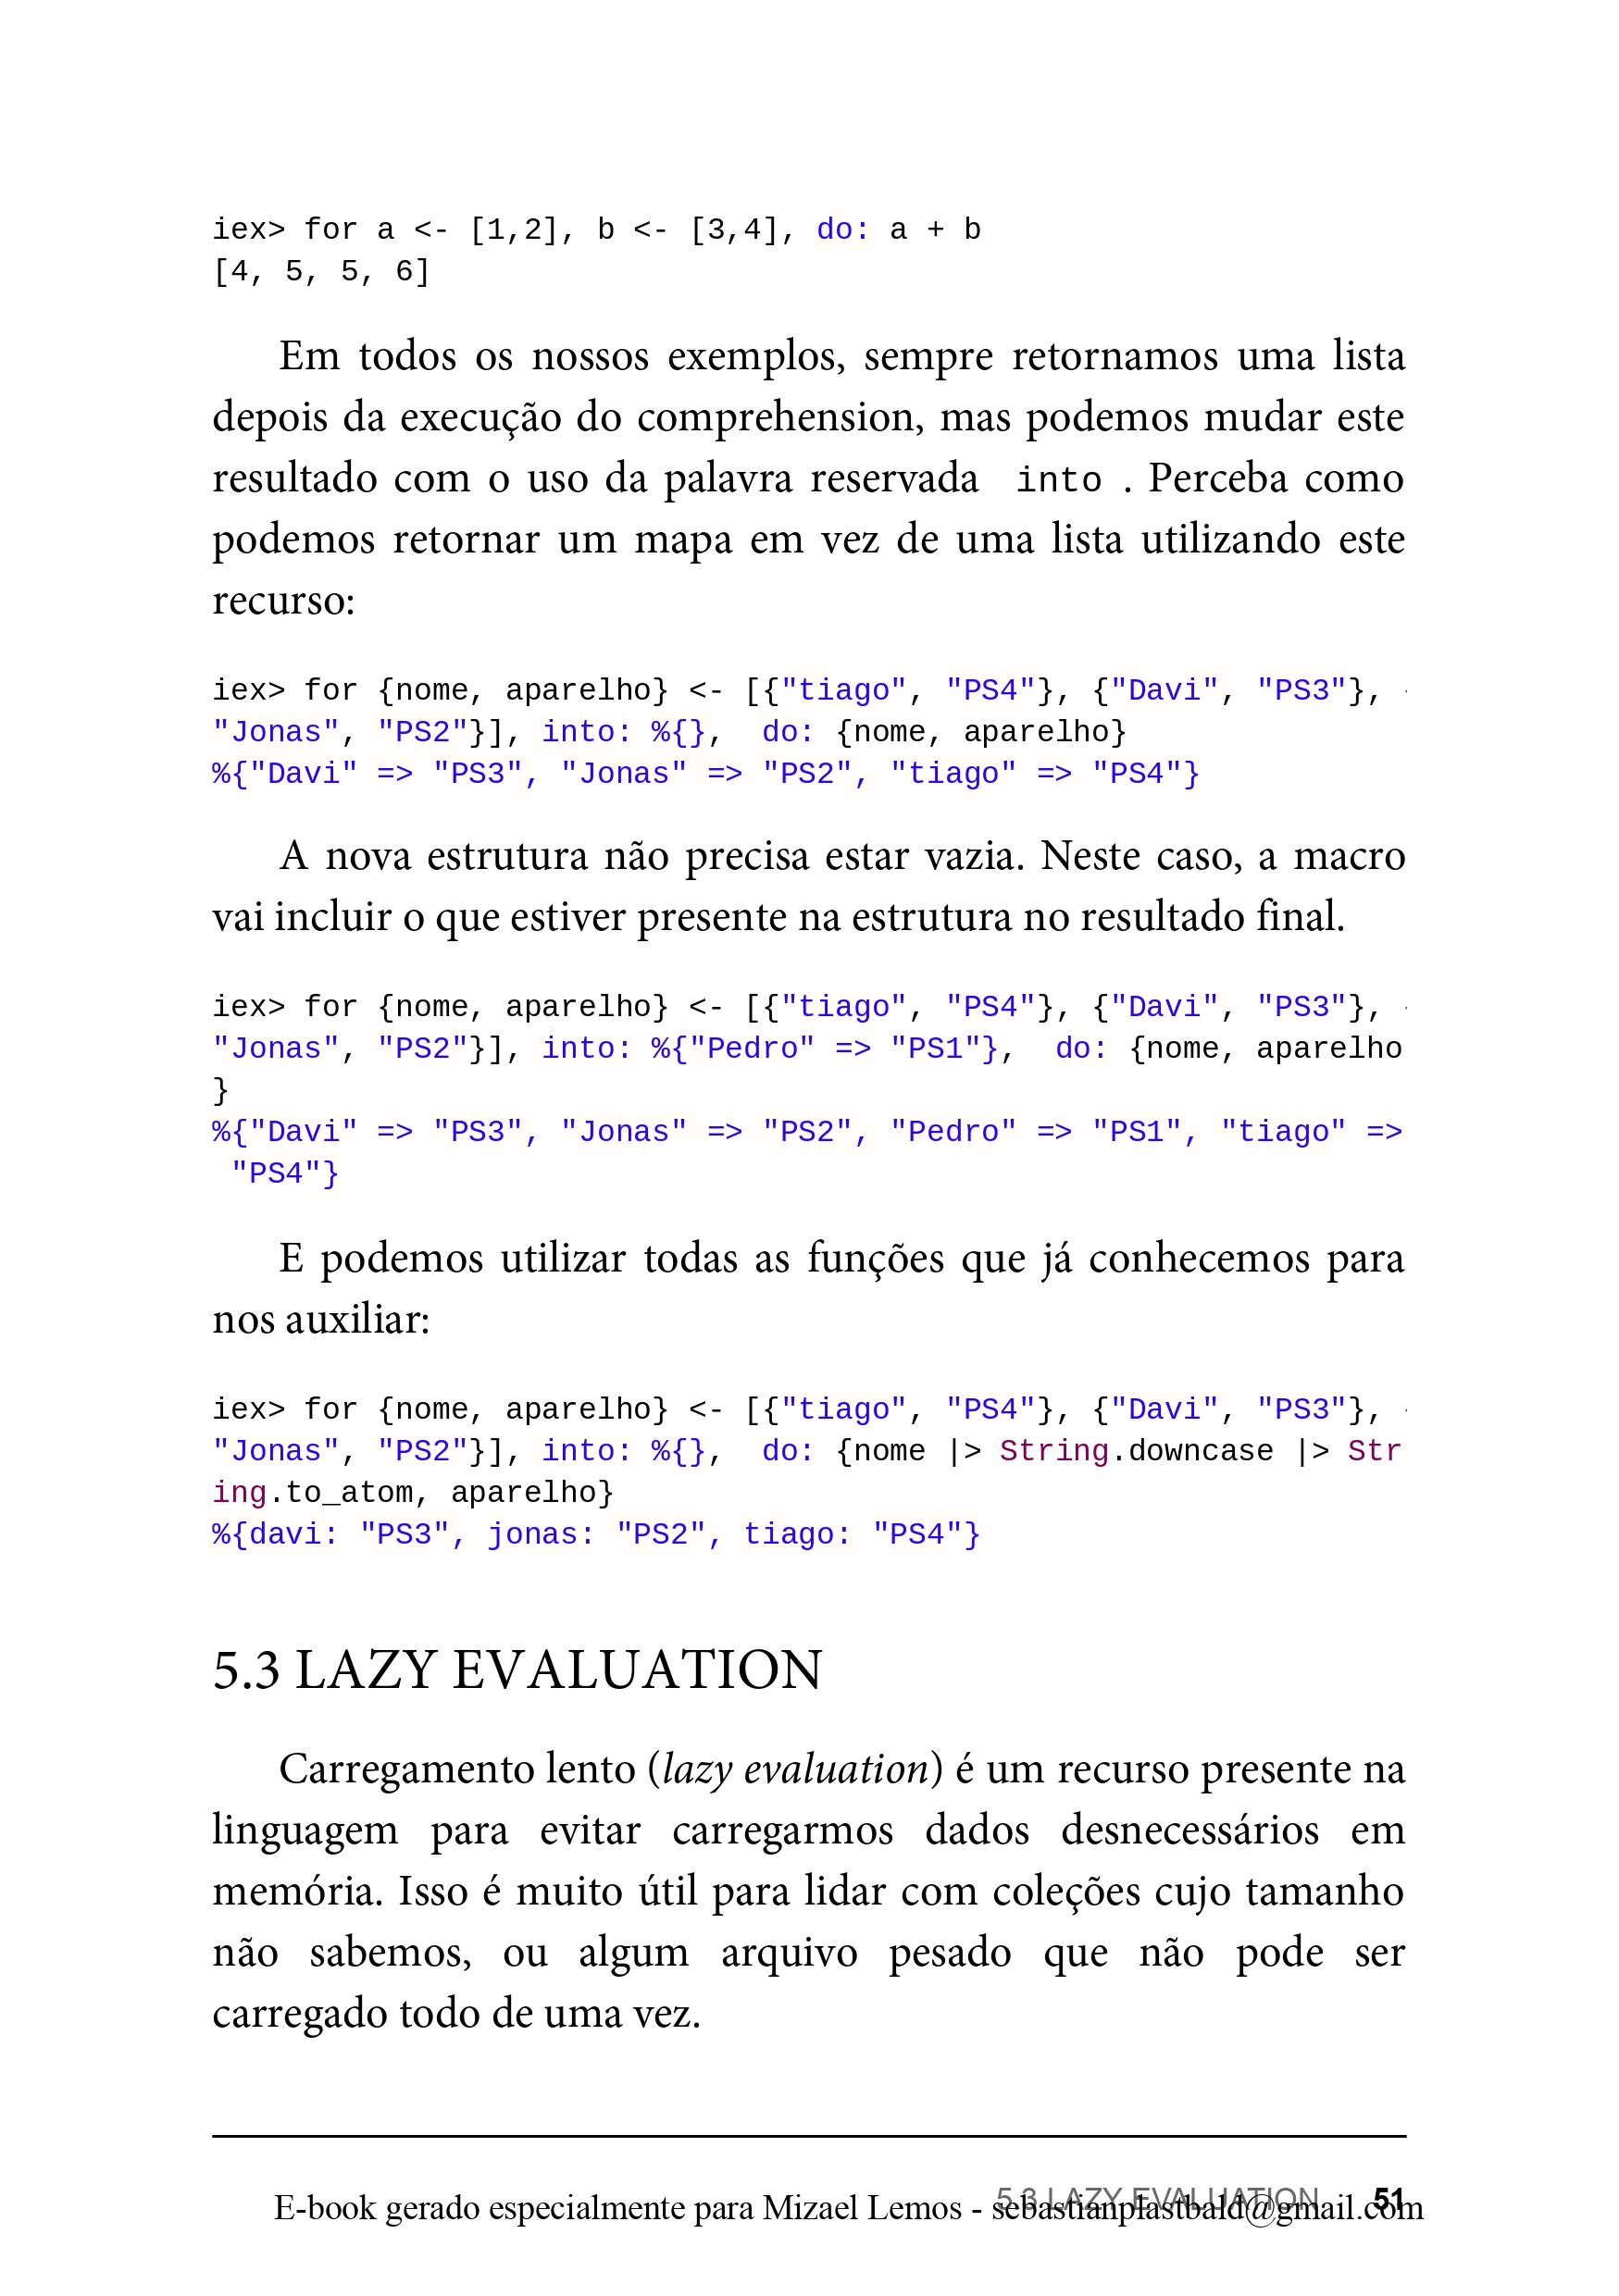 iex> for a <- [1,2], b <- [3,4], do: a + b
[4, 5, 5, 6]
Em todos os nossos exemplos, sempre retornamos uma lista
depois da execução do comprehension, mas podemos mudar este
resultado com o uso da palavra reservada into . Perceba como
podemos retornar um mapa em vez de uma lista utilizando este
recurso:
iex> for {nome, aparelho} <- [{"tiago", "PS4"}, {"Davi", "PS3"},
"Jonas", "PS2"}], into: %{},  do: {nome, aparelho}
%{"Davi" => "PS3", "Jonas" => "PS2", "tiago" => "PS4"}
A nova estrutura não precisa estar vazia. Neste caso, a macro
vai incluir o que estiver presente na estrutura no resultado final.
iex> for {nome, aparelho} <- [{"tiago", "PS4"}, {"Davi", "PS3"},
"Jonas", "PS2"}], into: %{"Pedro" => "PS1"},  do: {nome, aparelho
}
%{"Davi" => "PS3", "Jonas" => "PS2", "Pedro" => "PS1", "tiago" =>
"PS4"}
E podemos utilizar todas as funções que já conhecemos para
nos auxiliar:
iex> for {nome, aparelho} <- [{"tiago", "PS4"}, {"Davi", "PS3"},
"Jonas", "PS2"}], into: %{},  do: {nome |> String.downcase |> Str
ing.to_atom, aparelho}
%{davi: "PS3", jonas: "PS2", tiago: "PS4"}
5.3 LAZY EVALUATION
Carregamento lento (lazy evaluation) é um recurso presente na
linguagem para evitar carregarmos dados desnecessários em
memória. Isso é muito útil para lidar com coleções cujo tamanho
não sabemos, ou algum arquivo pesado que não pode ser
carregado todo de uma vez.
5.3 LAZY EVALUATION 51
E-book gerado especialmente para Mizael Lemos - sebastianplastbald@gmail.com